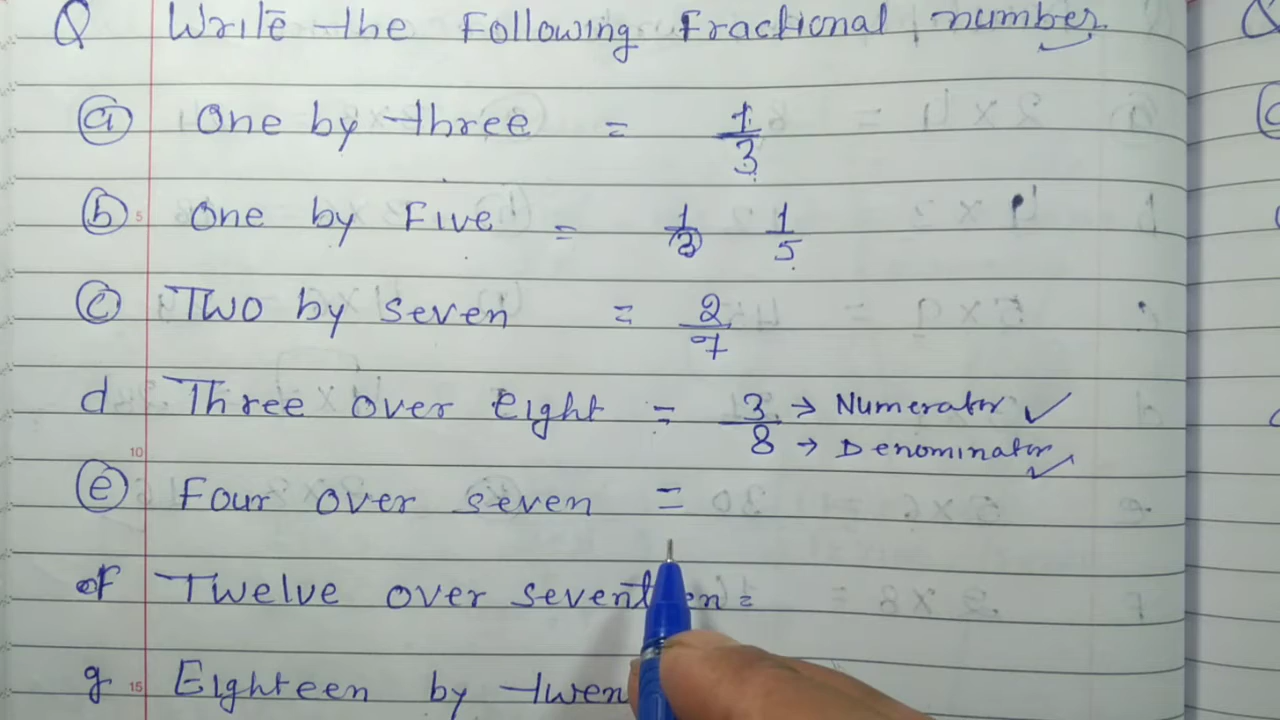 Q Write the Following Fractional number
a One by three = 1/3
b One by Five = 1/3 1/5
c Two by seven = 2/7
d Three over eight = 3/8 → Numerator ✓ → Denominator ✓
e Four over seven =
f Twelve over seventeen =
g Eighteen by twen